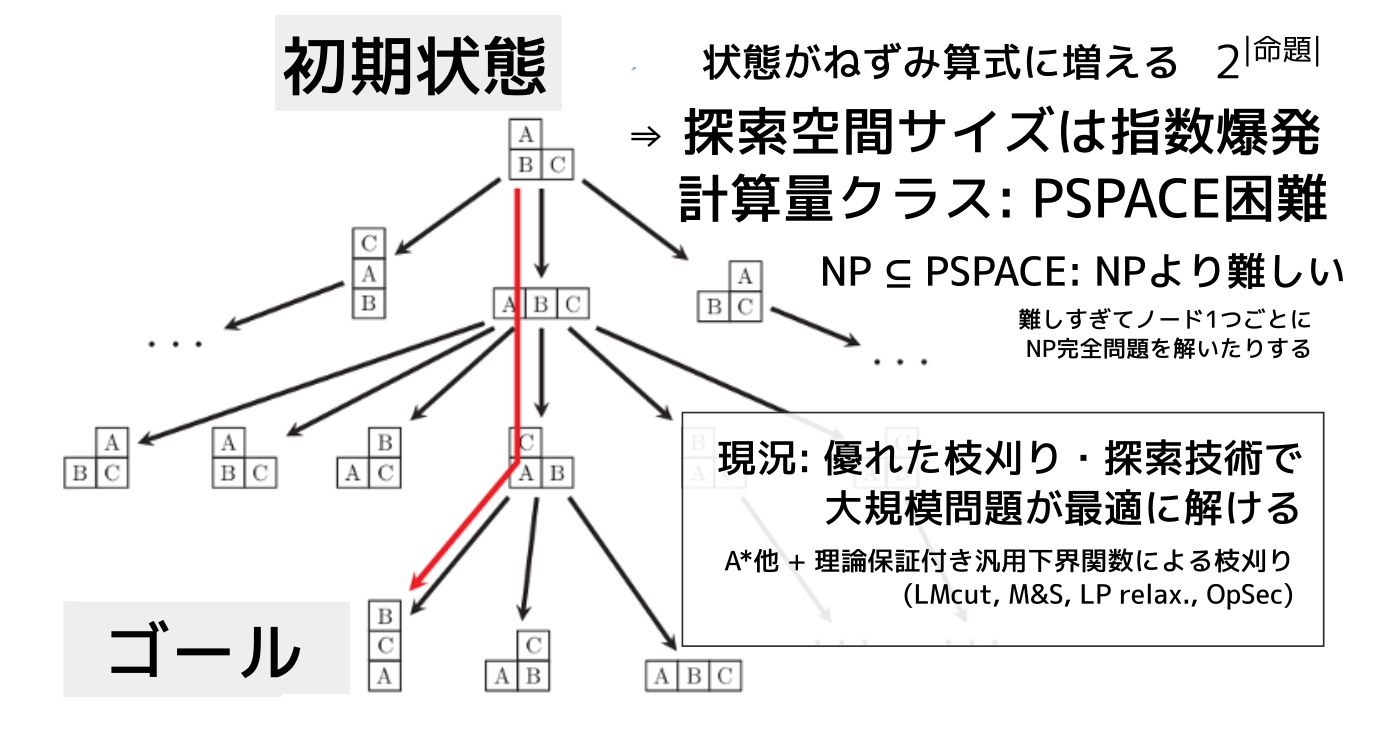 初期状態
状態がねずみ算式に増える 2|命題|
⇒ 探索空間サイズは指数爆発
計算量クラス: PSPACE困難
NP ⊆ PSPACE: NPより難しい
難しすぎてノード1つごとに
NP完全問題を解いたりする
A
B C
C
A
B
A B C
A
B C
. . .
. . .
A
B C
A
B C
B
A C
C
A B
B
A C
C
A B
現況: 優れた枝刈り・探索技術で
大規模問題が最適に解ける
A*他 + 理論保証付き汎用下界関数による枝刈り
(LMcut, M&S, LP relax., OpSec)
. . .
. . .
ゴール
B
C
A
C
A B
A B C